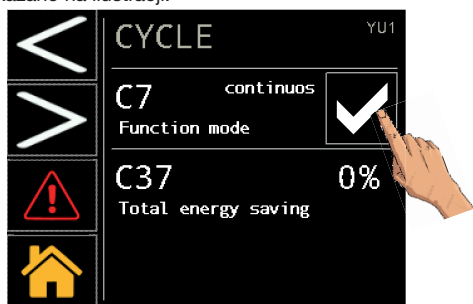 CYCLE YU1
C7 continuos
Function mode
C37 0%
Total energy saving